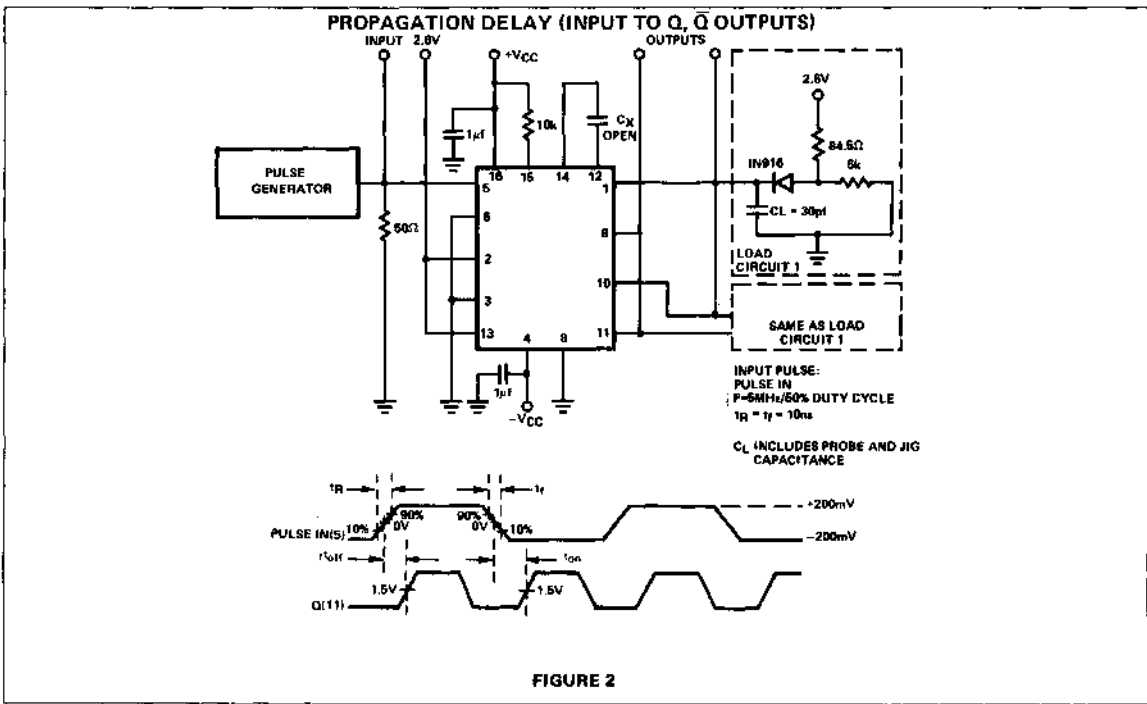 PROPAGATION DELAY (INPUT TO Q, Q̅ OUTPUTS)
INPUT 2.6V
OUTPUTS
+VCC
2.6V
1μf
10k
CX
OPEN
84.5Ω
IN916
6k
PULSE
GENERATOR
16 15 14 12
5
1
50Ω
6
CL = 30pf
9
2
LOAD
CIRCUIT 1
10
3
SAME AS LOAD
CIRCUIT 1
13
4
8
11
1μF
−VCC
INPUT PULSE:
PULSE IN
F=5MHz/50% DUTY CYCLE
tR = tf = 10ns
CL INCLUDES PROBE AND JIG
CAPACITANCE
tR
tf
+200mV
90%
90%
0V
0V
10%
10%
PULSE IN(5)
−200mV
toff
ton
1.5V
1.5V
Q(11)
FIGURE 2